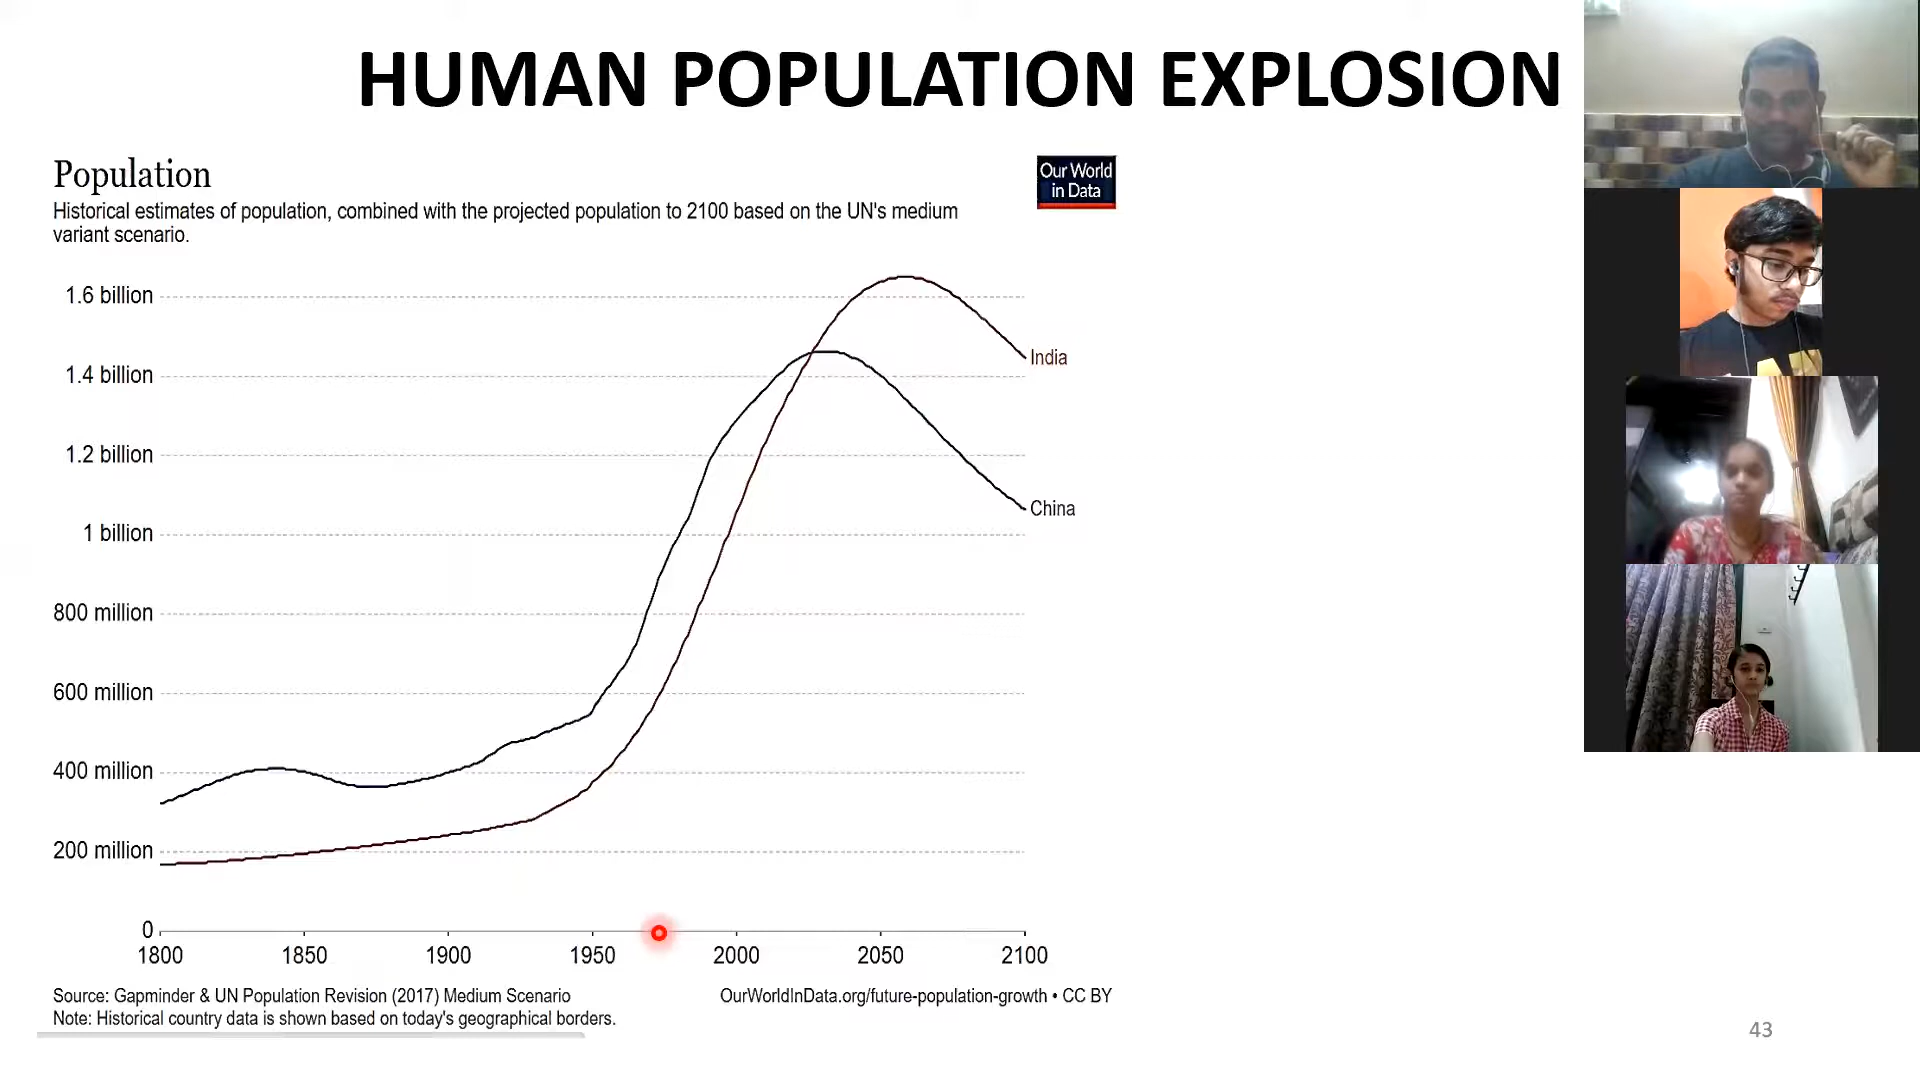 HUMAN POPULATION EXPLOSION
Population
Our World
in Data
Historical estimates of population, combined with the projected population to 2100 based on the UN's medium
variant scenario.
1.6 billion
India
1.4 billion
1.2 billion
China
1 billion
800 million
600 million
400 million
200 million
0
1800 1850 1900 1950 2000 2050 2100
Source: Gapminder & UN Population Revision (2017) Medium Scenario
OurWorldInData.org/future-population-growth • CC BY
Note: Historical country data is shown based on today's geographical borders.
43